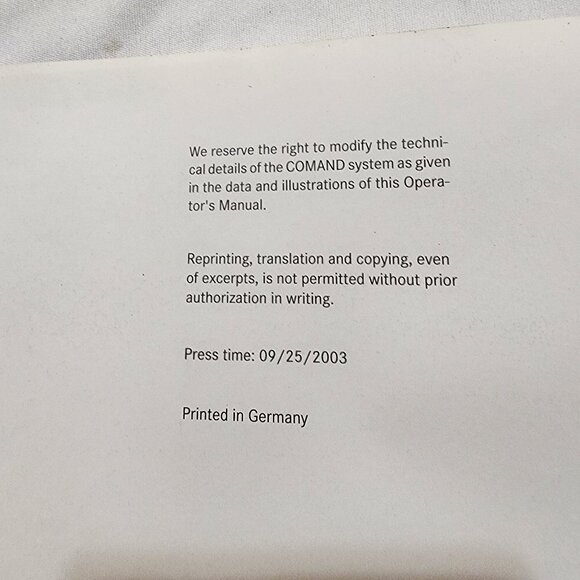 We reserve the right to modify the techni-
cal details of the COMAND system as given
in the data and illustrations of this Opera-
tor's Manual.
Reprinting, translation and copying, even
of excerpts, is not permitted without prior
authorization in writing.
Press time: 09/25/2003
Printed in Germany